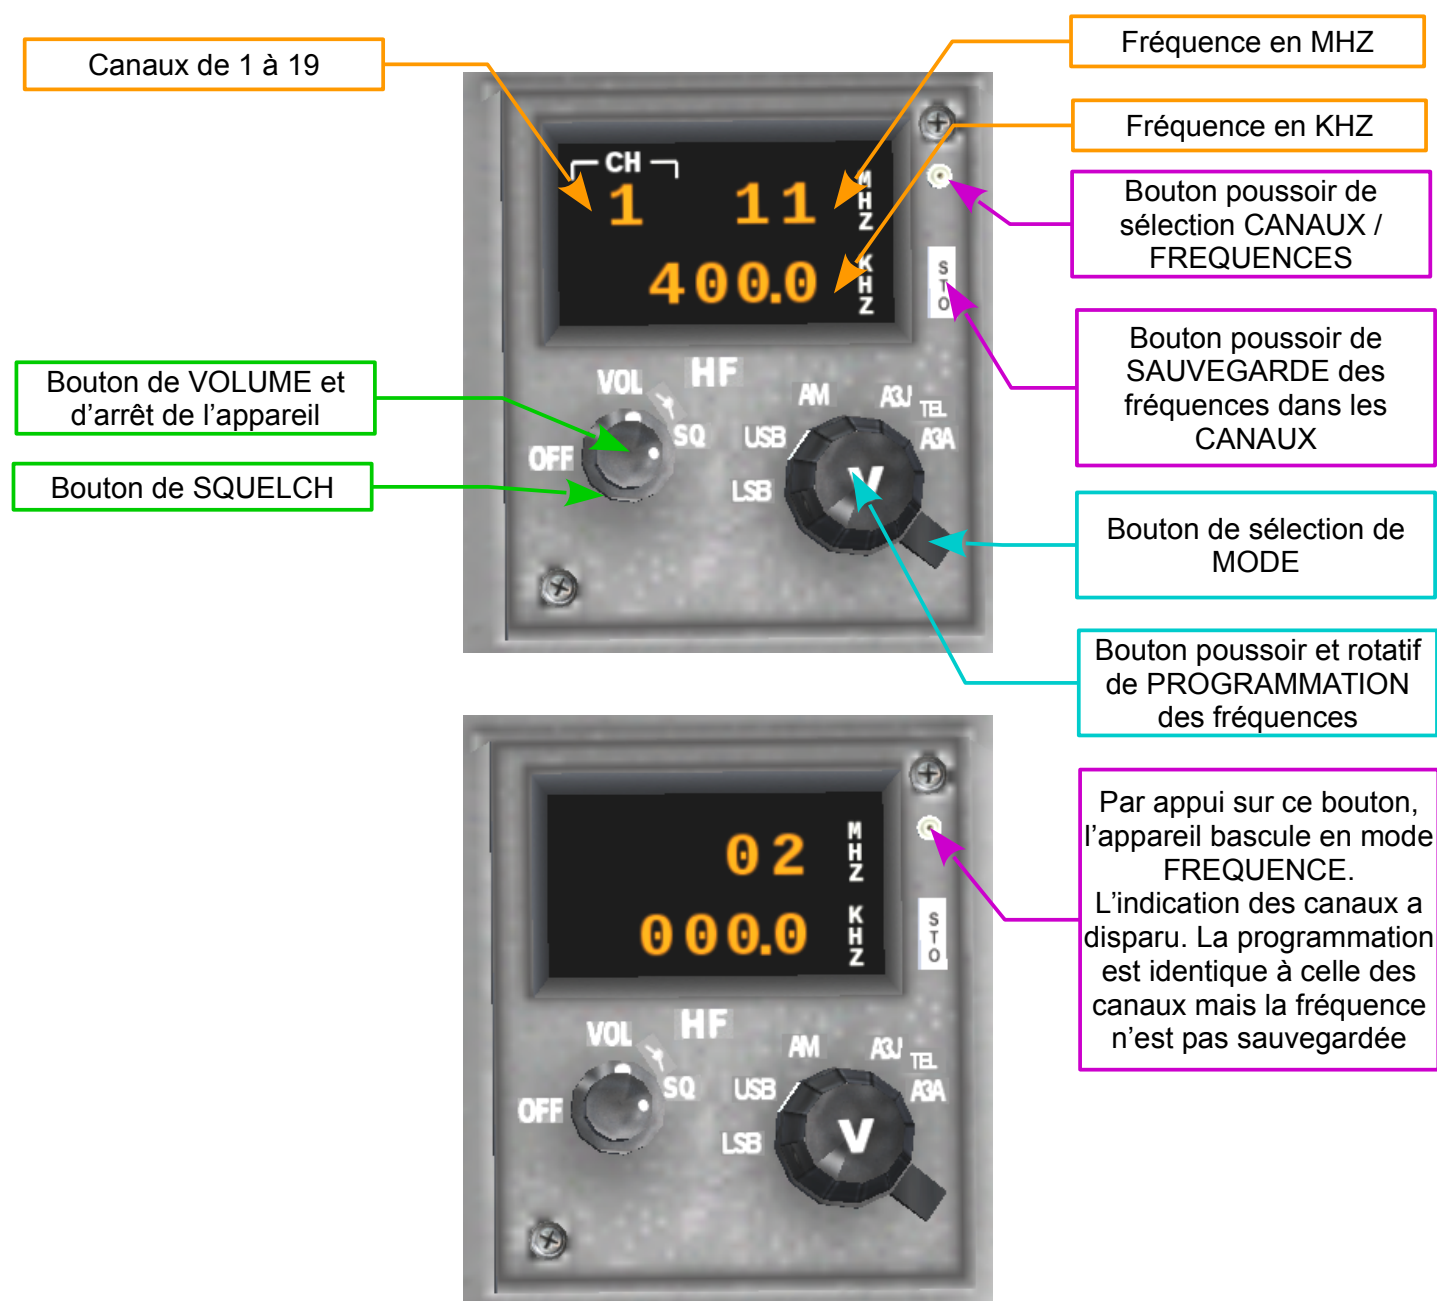 Canaux de 1 à 19
Fréquence en MHZ
Fréquence en KHZ
Bouton poussoir de
sélection CANAUX /
FREQUENCES
Bouton poussoir de
SAUVEGARDE des
fréquences dans les
CANAUX
Bouton de VOLUME et
d’arrêt de l’appareil
Bouton de SQUELCH
Bouton de sélection de
MODE
Bouton poussoir et rotatif
de PROGRAMMATION
des fréquences
CH
1 11 MHZ
400.0 KHZ
STO
HF
VOL
SQ
OFF
AM
A3J
TEL
A3A
USB
LSB
V
02 MHZ
000.0 KHZ
STO
HF
VOL
SQ
OFF
AM
A3J
TEL
A3A
USB
LSB
V
Par appui sur ce bouton,
l’appareil bascule en mode
FREQUENCE.
L’indication des canaux a
disparu. La programmation
est identique à celle des
canaux mais la fréquence
n’est pas sauvegardée